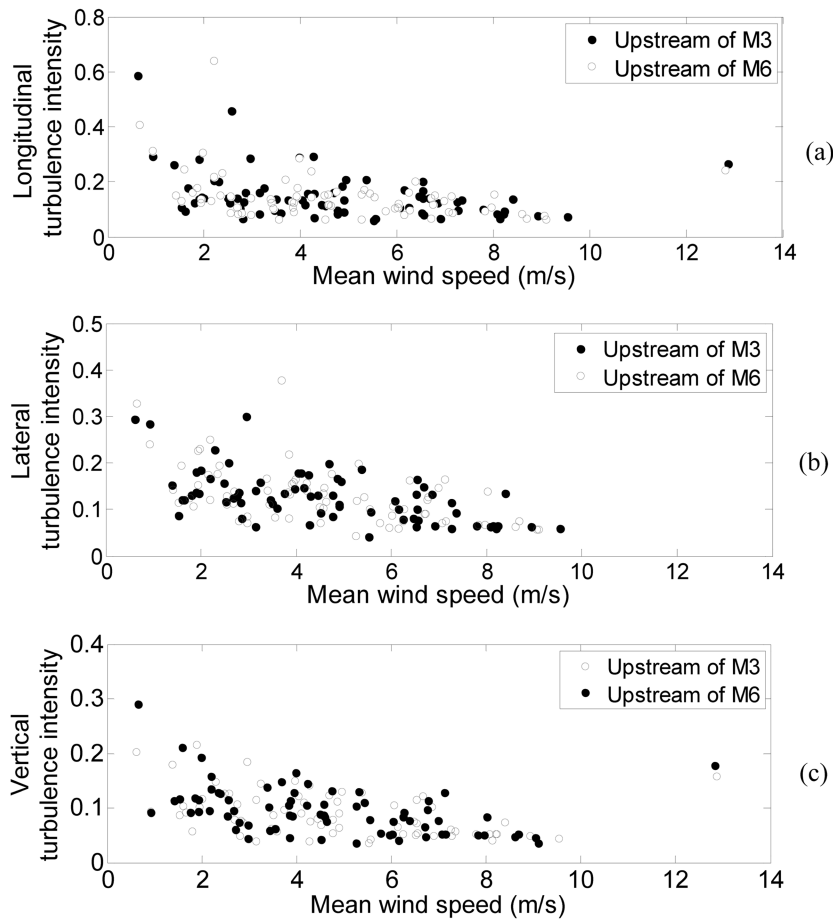 0.8
0.6
0.4
0.2
0
2
4
6
8
10
12
14
Longitudinal
turbulence intensity
Mean wind speed (m/s)
Upstream of M3
Upstream of M6
(a)
0.5
0.4
0.3
0.2
0.1
0
2
4
6
8
10
12
14
Lateral
turbulence intensity
Mean wind speed (m/s)
Upstream of M3
Upstream of M6
(b)
0.4
0.3
0.2
0.1
0
0
2
4
6
8
10
12
14
Vertical
turbulence intensity
Mean wind speed (m/s)
Upstream of M3
Upstream of M6
(c)